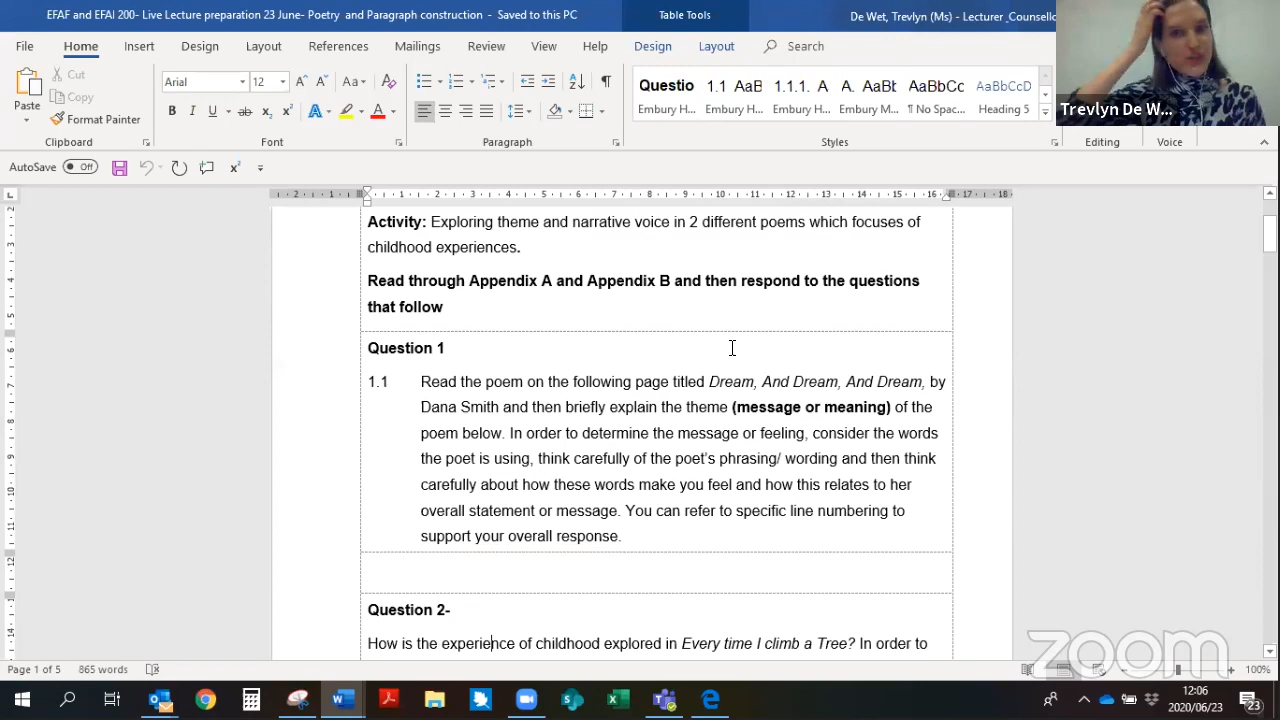 EFAF and EFAI 200- Live Lecture preparation 23 June- Poetry and Paragraph construction - Saved to this PC
Table Tools
De Wet, Trevlyn (Ms) - Lecturer _Counsello
File Home Insert Design Layout References Mailings Review View Help Design Layout Search
Paste
Cut
Copy
Format Painter
Clipboard
Arial 12
Font
Paragraph
Questio 1.1 AaB 1.1.1. A A. AaBb AaBbCc AaBbCcD
Embury H... Embury H... Embury H... Embury M... ¶ No Spac... Heading 5
Styles
Editing
Voice
Trevlyn De W...
AutoSave Off
Activity: Exploring theme and narrative voice in 2 different poems which focuses of
childhood experiences.
Read through Appendix A and Appendix B and then respond to the questions
that follow
Question 1
1.1 Read the poem on the following page titled Dream, And Dream, And Dream, by
Dana Smith and then briefly explain the theme (message or meaning) of the
poem below. In order to determine the message or feeling, consider the words
the poet is using, think carefully of the poet's phrasing/ wording and then think
carefully about how these words make you feel and how this relates to her
overall statement or message. You can refer to specific line numbering to
support your overall response.
Question 2-
How is the experience of childhood explored in Every time I climb a Tree? In order to
zoom
Page 1 of 5 865 words
100%
12:06
2020/06/23
23